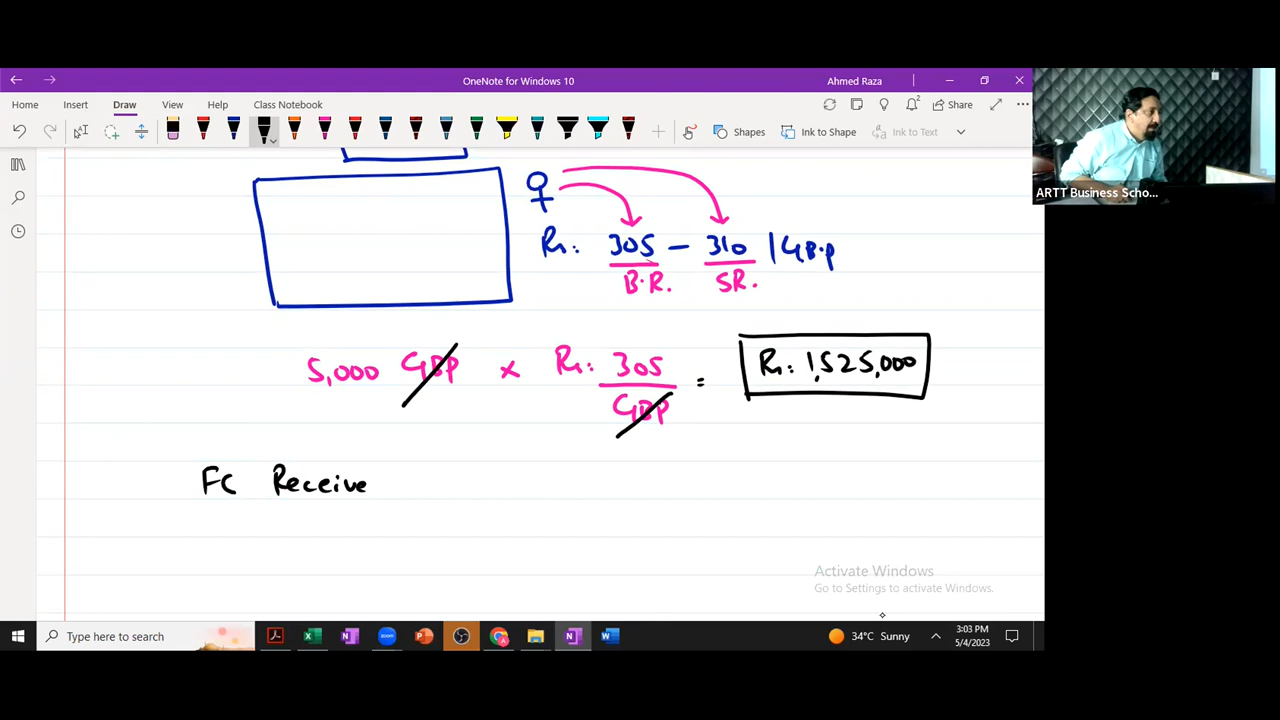 OneNote for Windows 10
Ahmed Raza
Home Insert Draw View Help Class Notebook
Share
Shapes Ink to Shape Ink to Text
ARTT Business Scho...
Rs: 305 - 310 / GBP
B.R. SR.
5,000 GBP x Rs: 305 / GBP = Rs: 1,525,000
FC Receive
Activate Windows
Go to Settings to activate Windows.
Type here to search
34°C Sunny
3:03 PM
5/4/2023